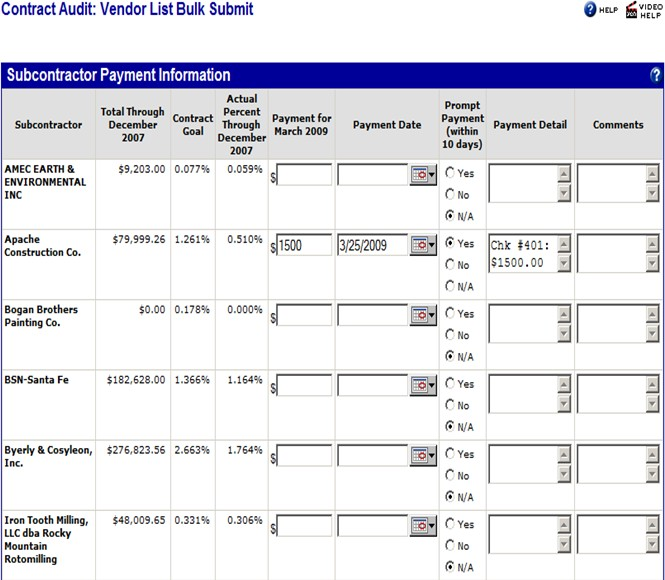 Contract Audit: Vendor List Bulk Submit
HELP
VIDEO
HELP
Subcontractor Payment Information
Subcontractor
Total Through
December
2007
Contract
Goal
Actual
Percent
Through
December
2007
Payment for
March 2009
Payment Date
Prompt
Payment
(within
10 days)
Payment Detail
Comments
AMEC EARTH &
ENVIRONMENTAL
INC
$9,203.00 0.077% 0.059% $
Yes
No
N/A
Apache
Construction Co.
$79,999.26 1.261% 0.510% $ 1500 3/25/2009
Yes
No
N/A
Chk #401:
$1500.00
Bogan Brothers
Painting Co.
$0.00 0.178% 0.000% $
Yes
No
N/A
BSN-Santa Fe
$182,628.00 1.366% 1.164% $
Yes
No
N/A
Byerly & Cosyleon,
Inc.
$276,823.56 2.663% 1.764% $
Yes
No
N/A
Iron Tooth Milling,
LLC dba Rocky
Mountain
Rotomilling
$48,009.65 0.331% 0.306% $
Yes
No
N/A